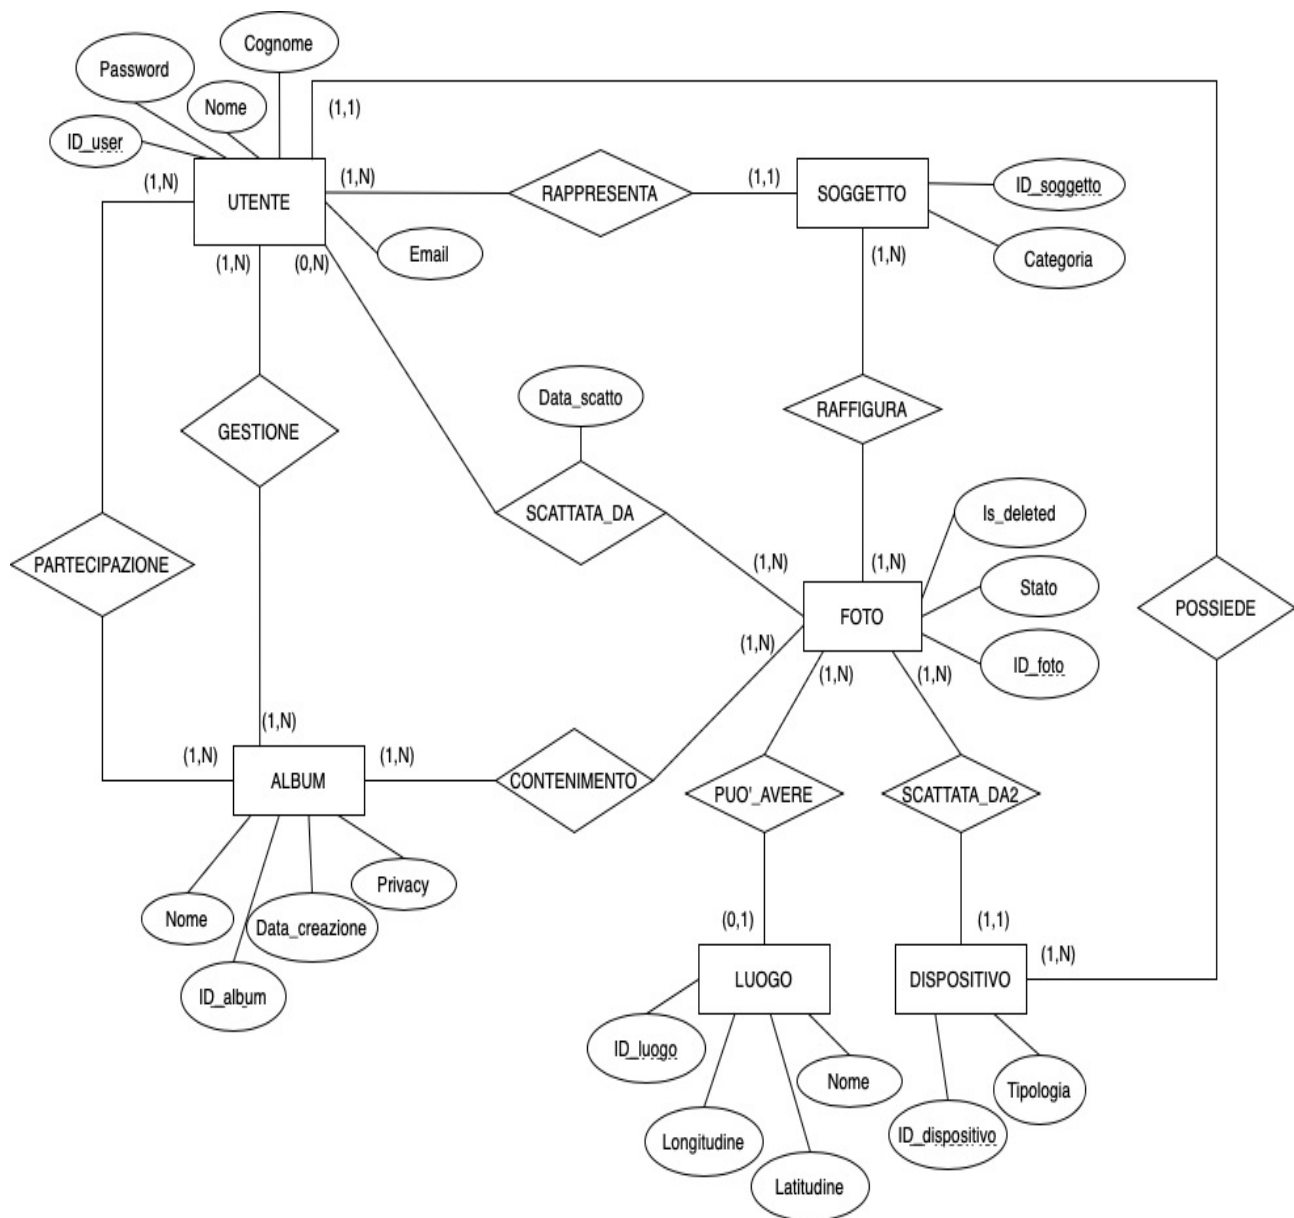 Cognome
Password
Nome
(1,1)
ID_user
(1,N)
(1,N)
RAPPRESENTA
(1,1)
SOGGETTO
ID_soggetto
UTENTE
Email
Categoria
(1,N)
(0,N)
(1,N)
Data_scatto
RAFFIGURA
GESTIONE
SCATTATA_DA
Is_deleted
PARTECIPAZIONE
(1,N)
(1,N)
Stato
POSSIEDE
FOTO
(1,N)
ID_foto
(1,N)
(1,N)
(1,N)
(1,N)
(1,N)
ALBUM
CONTENIMENTO
PUO'_AVERE
SCATTATA_DA2
Privacy
Nome
Data_creazione
(0,1)
(1,1)
(1,N)
ID_album
LUOGO
DISPOSITIVO
ID_luogo
Nome
Tipologia
Longitudine
ID_dispositivo
Latitudine